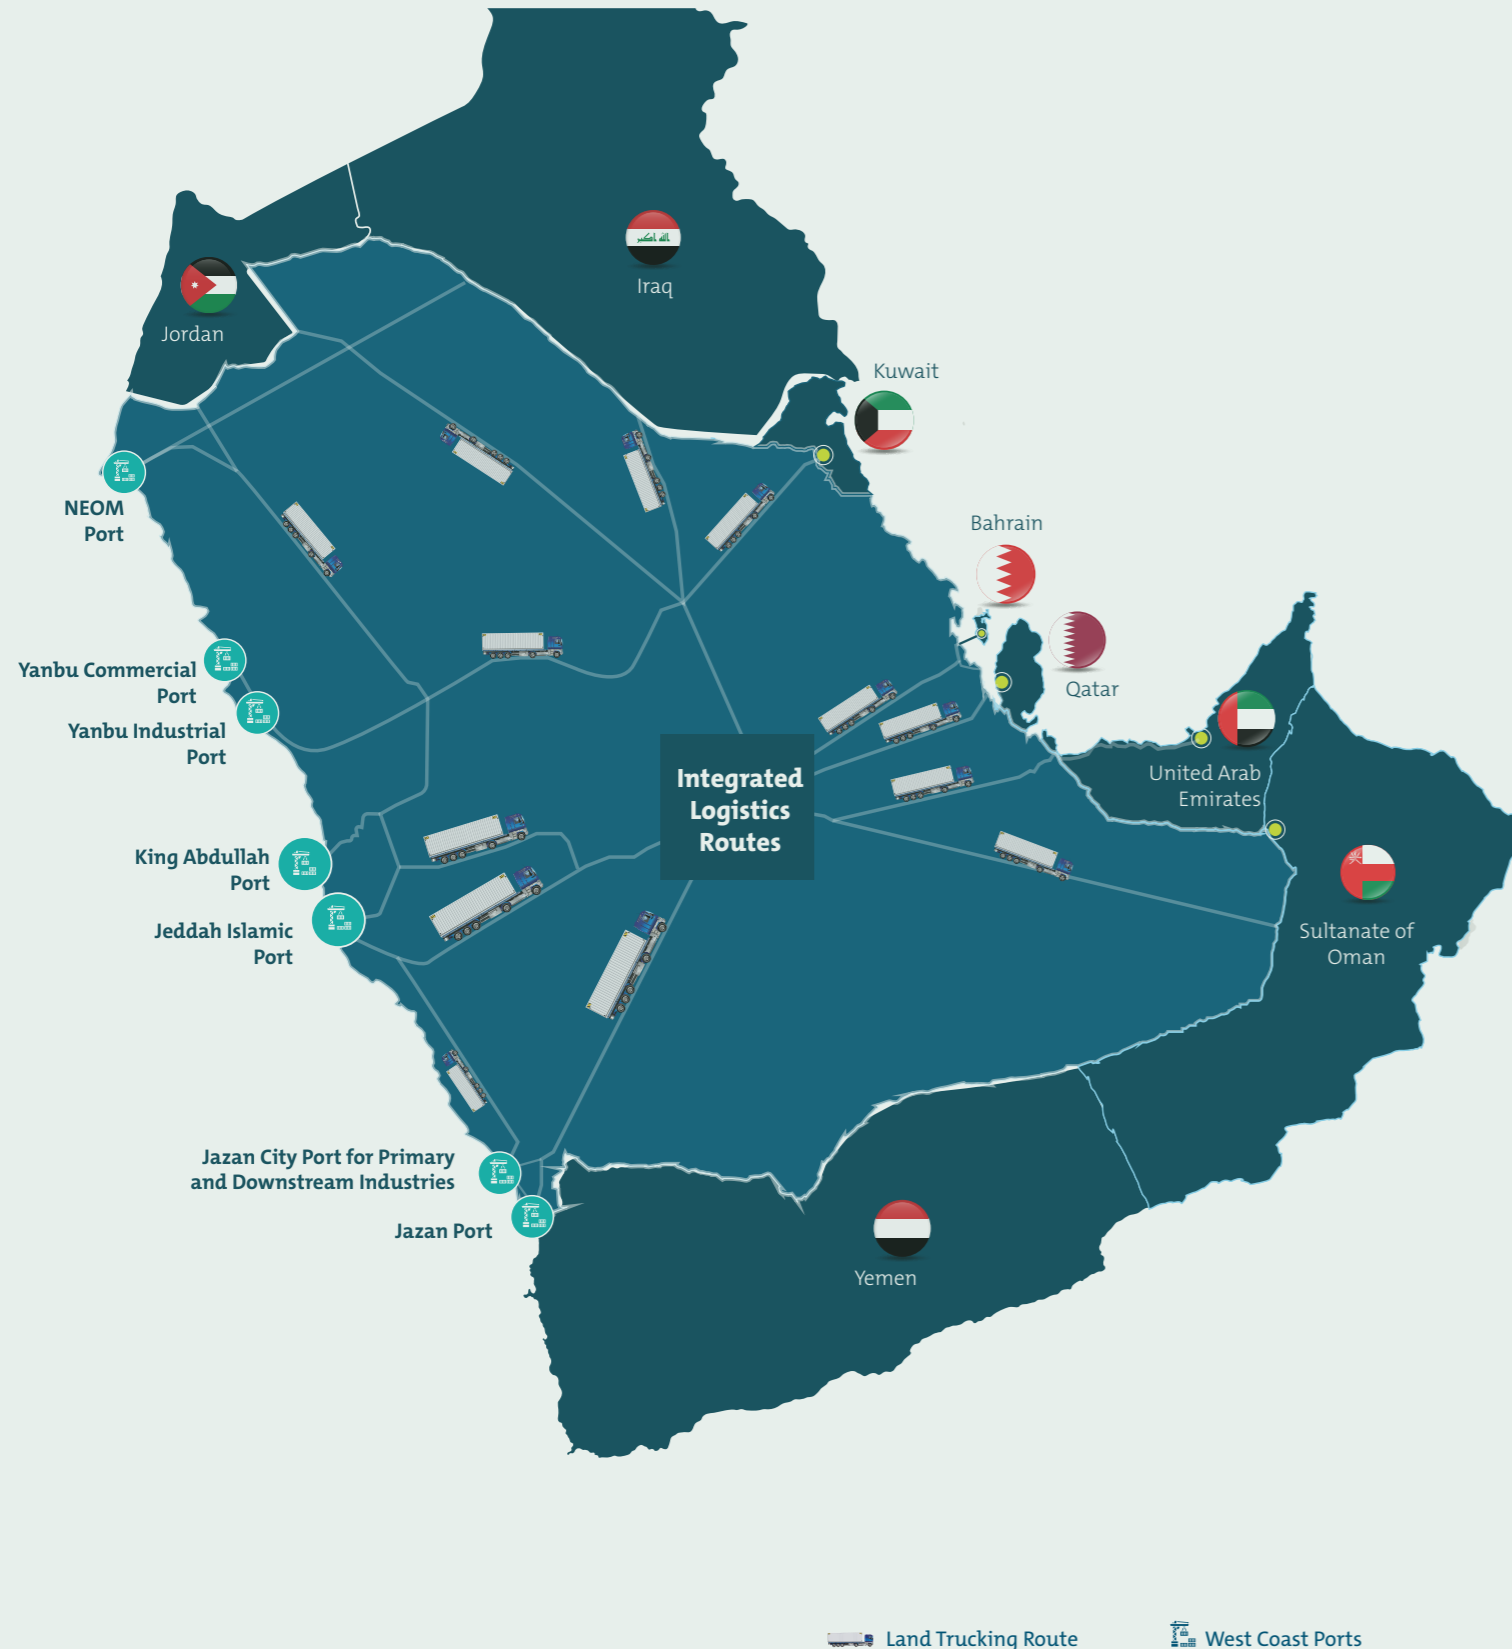 الله اكبر
Iraq
Jordan
Kuwait
NEOM
Port
Bahrain
Qatar
Yanbu Commercial
Port
Yanbu Industrial
Port
United Arab
Emirates
Integrated
Logistics
Routes
King Abdullah
Port
Jeddah Islamic
Port
Sultanate of
Oman
Jazan City Port for Primary
and Downstream Industries
Jazan Port
Yemen
Land Trucking Route
West Coast Ports